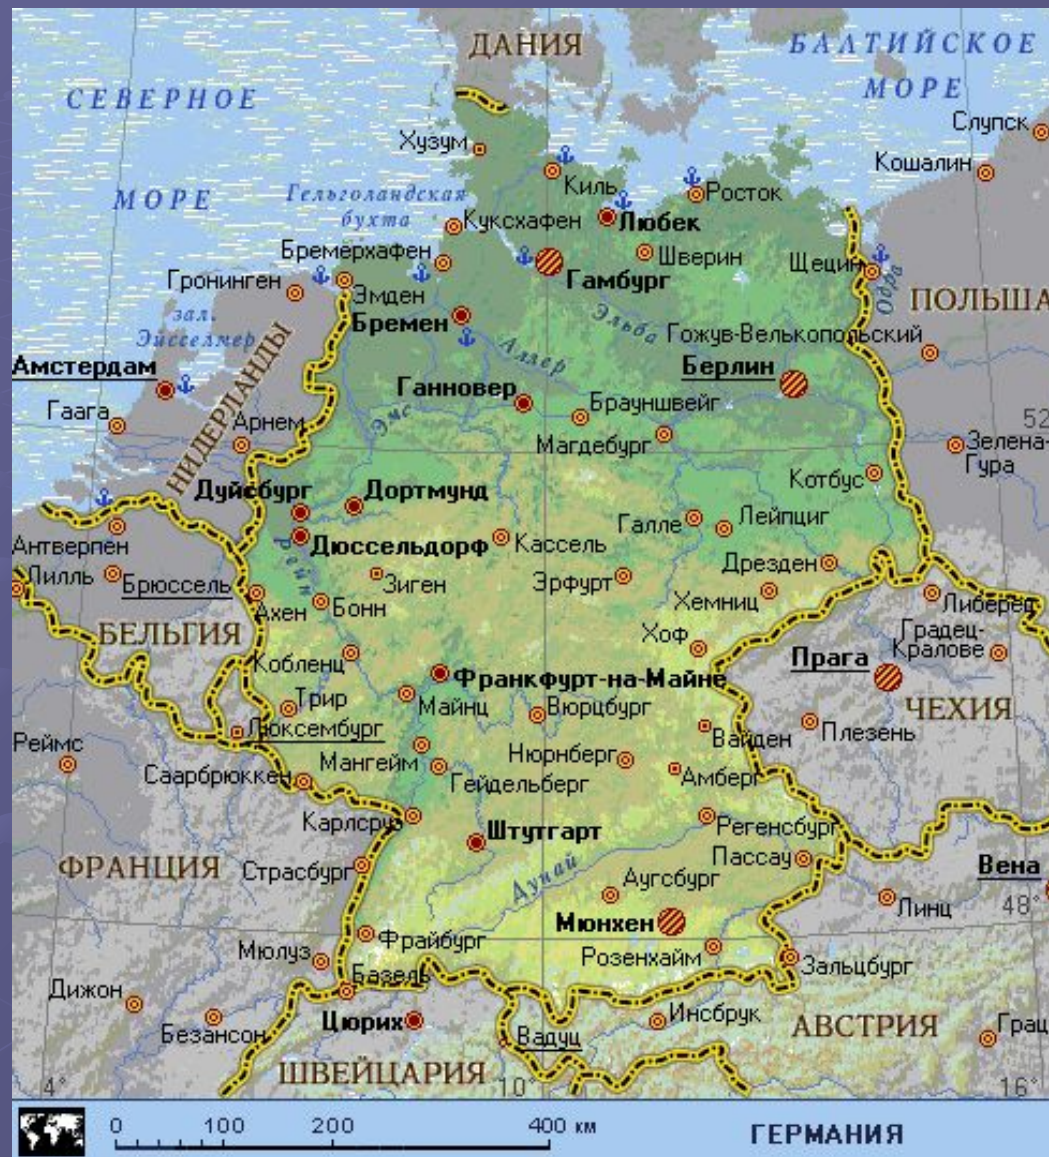 ДАНИЯ
БАЛТИЙСКОЕ
МОРЕ
СЕВЕРНОЕ
МОРЕ
Слупск
Хузум
Кошалин
Киль
Росток
Гельголандская
бухта
Куксхафен
Любек
Бремерхафен
Шверин
Щецин
Гронинген
Эмден
Гамбург
Одра
ПОЛЬША
зал.
Эйсселмер
Бремен
Эльба
Гожув-Велькопольский
Аллер
Амстердам
НИДЕРЛАНДЫ
Ганновер
Берлин
Гаага
Эмс
Брауншвейг
52
Арнем
Магдебург
Зелена-
Гура
Котбус
Дуйсбург
Дортмунд
Галле
Лейпциг
Антверпен
Дюссельдорф
Кассель
Рейн
Дрезден
Лилль
Брюссель
Зиген
Эрфурт
Ахен
Бонн
Хемниц
Либерец
БЕЛЬГИЯ
Хоф
Градец-
Кралове
Кобленц
Прага
Франкфурт-на-Майне
Трир
Майнц
Вюрцбург
ЧЕХИЯ
Люксембург
Вайден
Плезень
Реймс
Мангейм
Нюрнберг
Саарбрюккен
Гейдельберг
Амберг
Карлсруэ
Регенсбург
Штутгарт
ФРАНЦИЯ
Страсбург
Пассау
Вена
Дунай
Аугсбург
Линц
48°
Мюнхен
Фрайбург
Мюлуз
Розенхайм
Зальцбург
Базель
Дижон
Безансон
Цюрих
Инсбрук
АВСТРИЯ
Грац
Вадуц
ШВЕЙЦАРИЯ
4°
10°
16°
0 100 200 400 км
ГЕРМАНИЯ